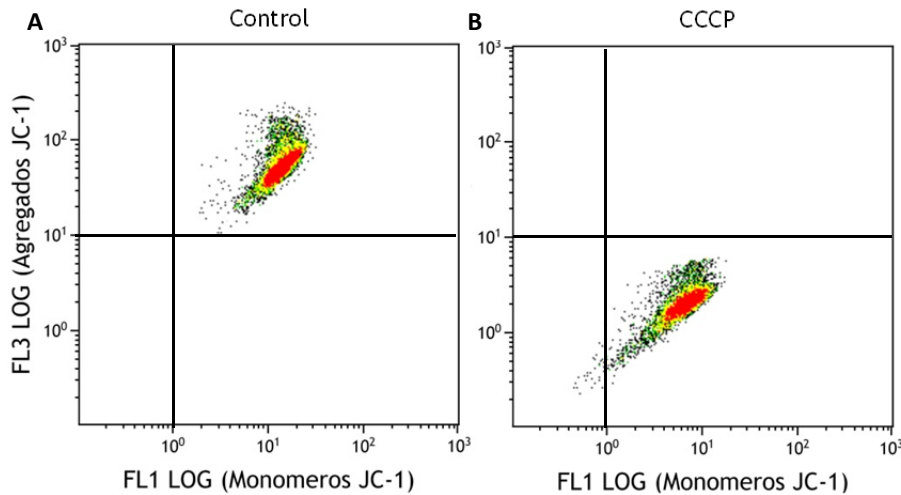 A
Control
B
CCCP
FL3 LOG (Agregados JC-1)
10³
10²
10¹
10⁰
10⁰
10¹
10²
10³
FL1 LOG (Monomeros JC-1)
10³
10²
10¹
10⁰
10⁰
10¹
10²
10³
FL1 LOG (Monomeros JC-1)